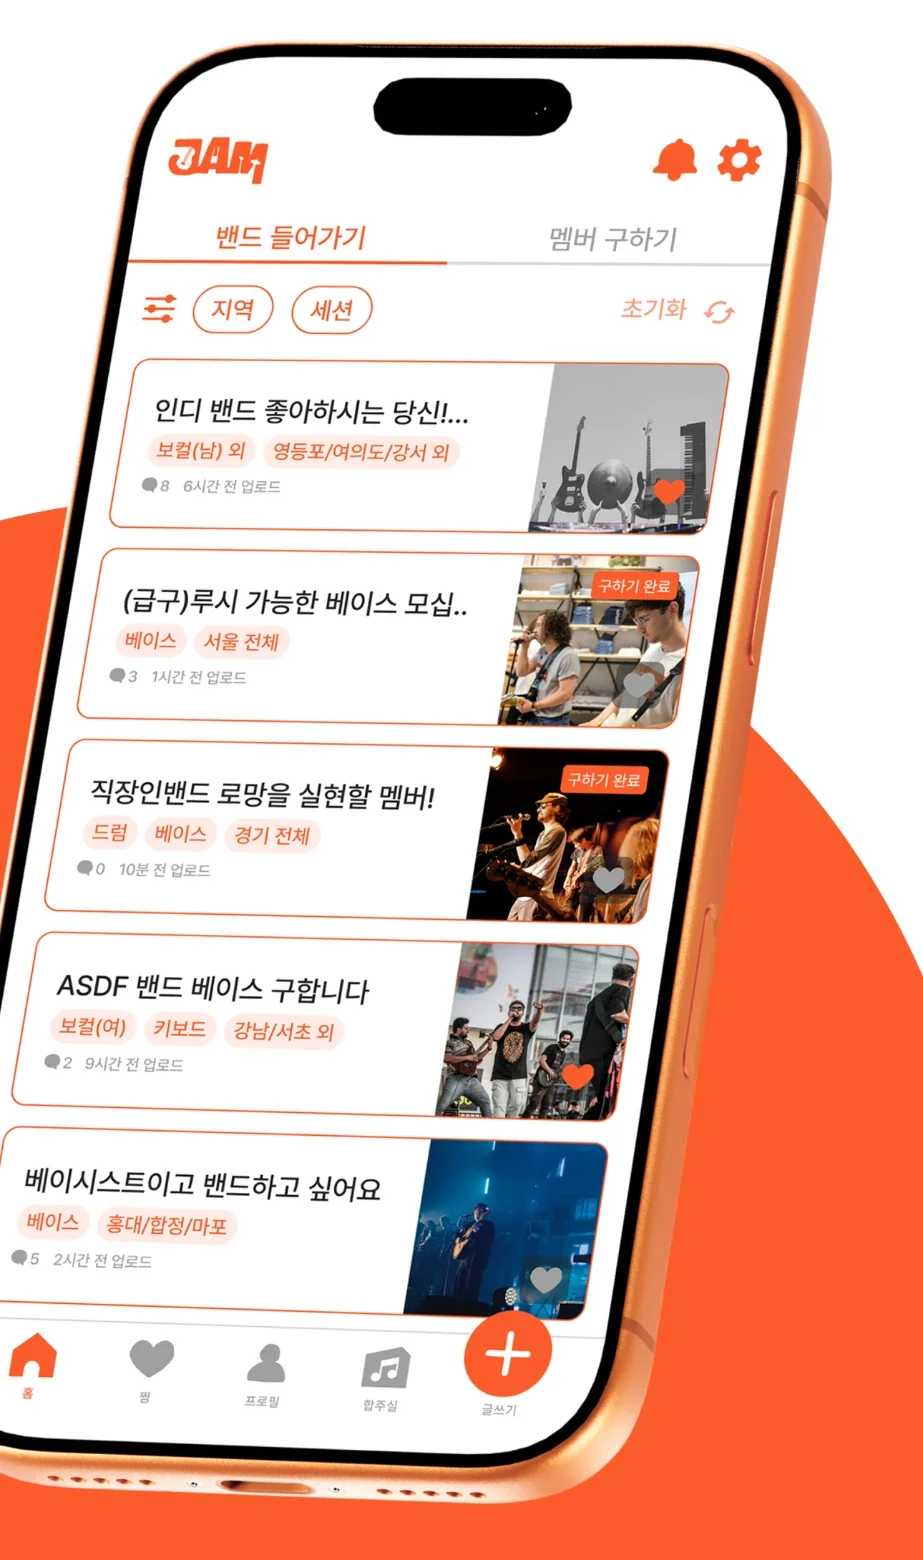 JAM
밴드 들어가기
멤버 구하기
지역
세션
초기화
인디 밴드 좋아하시는 당신!...
보컬(남) 외
영등포/여의도/강서 외
8 6시간 전 업로드
구하기 완료
(급구)루시 가능한 베이스 모십..
베이스
서울 전체
3 1시간 전 업로드
구하기 완료
직장인밴드 로망을 실현할 멤버!
드럼
베이스
경기 전체
0 10분 전 업로드
ASDF 밴드 베이스 구합니다
보컬(여)
키보드
강남/서초 외
2 9시간 전 업로드
베이시스트이고 밴드하고 싶어요
베이스
홍대/합정/마포
5 2시간 전 업로드
홈
찜
프로필
합주실
글쓰기